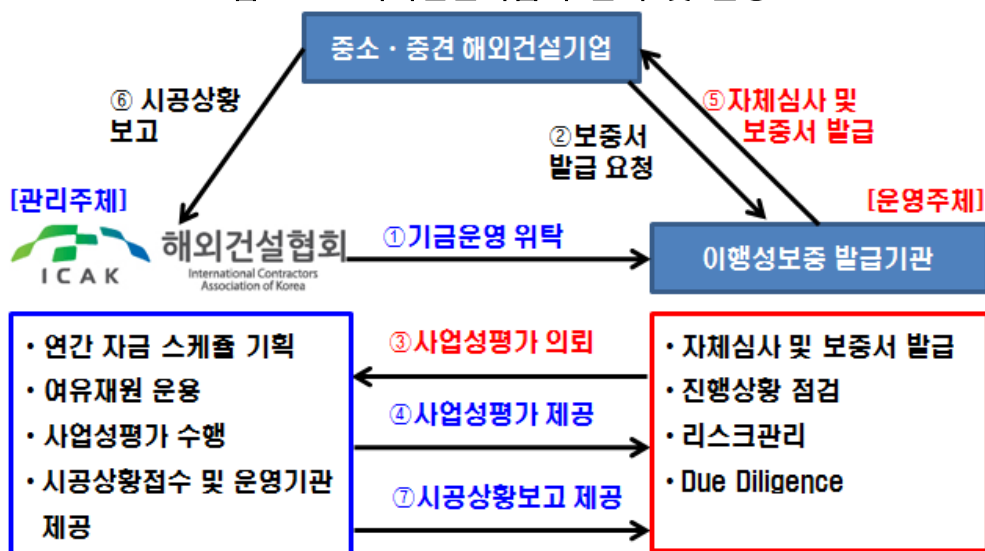 중소 · 중견 해외건설기업
⑥ 시공상황
보고
⑤자체심사 및
보증서 발급
②보증서
발급 요청
[관리주체]
[운영주체]
ICAK
해외건설협회
International Contractors
Association of Korea
①기금운영 위탁
이행성보증 발급기관
• 연간 자금 스케쥴 기획
• 여유재원 운용
• 사업성평가 수행
• 시공상황접수 및 운영기관
제공
③사업성평가 의뢰
④사업성평가 제공
⑦시공상황보고 제공
• 자체심사 및 보증서 발급
• 진행상황 점검
• 리스크관리
• Due Diligence